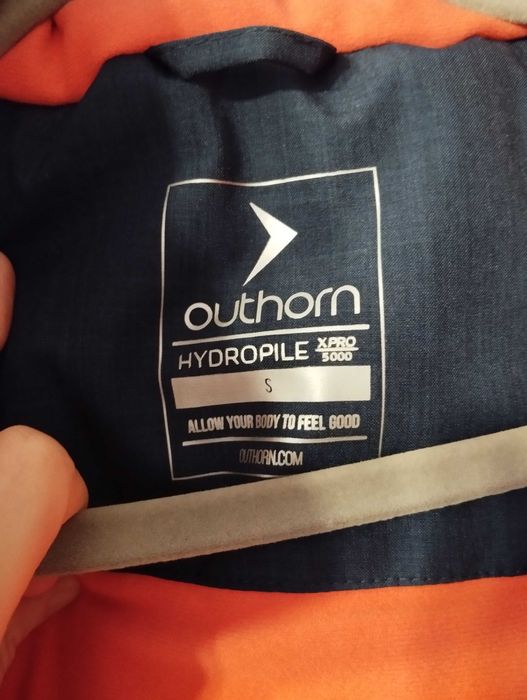 outhorn
HYDROPILE XPRO
5000
S
ALLOW YOUR BODY TO FEEL GOOD
OUTHORN.COM